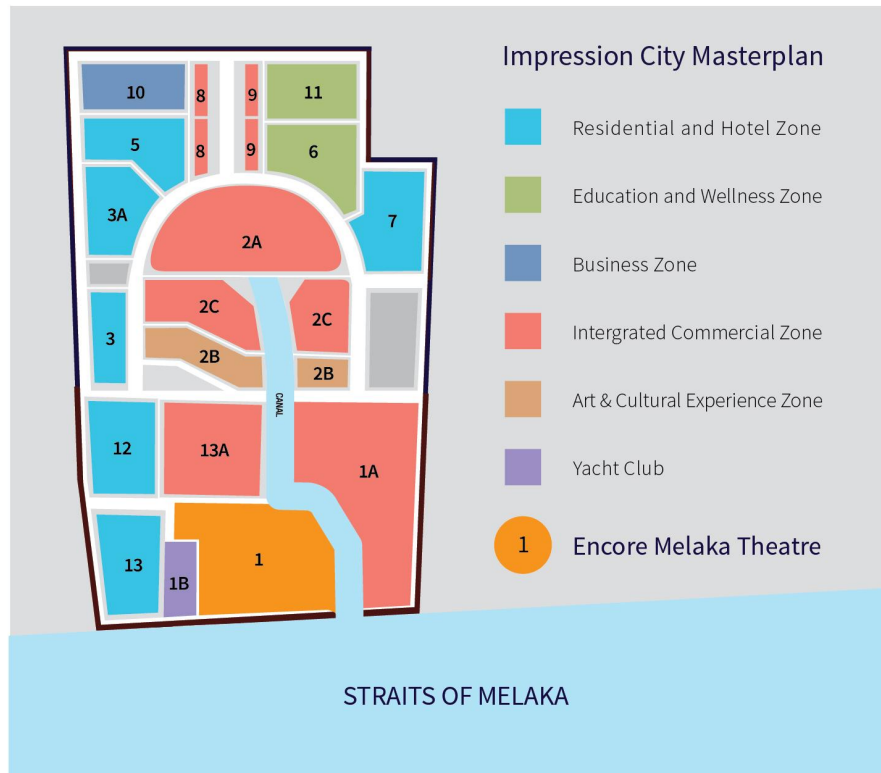 Impression City Masterplan
10
8
9
11
5
8
9
6
3A
7
2A
2C
2C
3
2B
2B
CANAL
12
13A
1A
13
1B
1
Residential and Hotel Zone
Education and Wellness Zone
Business Zone
Intergrated Commercial Zone
Art & Cultural Experience Zone
Yacht Club
1 Encore Melaka Theatre
STRAITS OF MELAKA